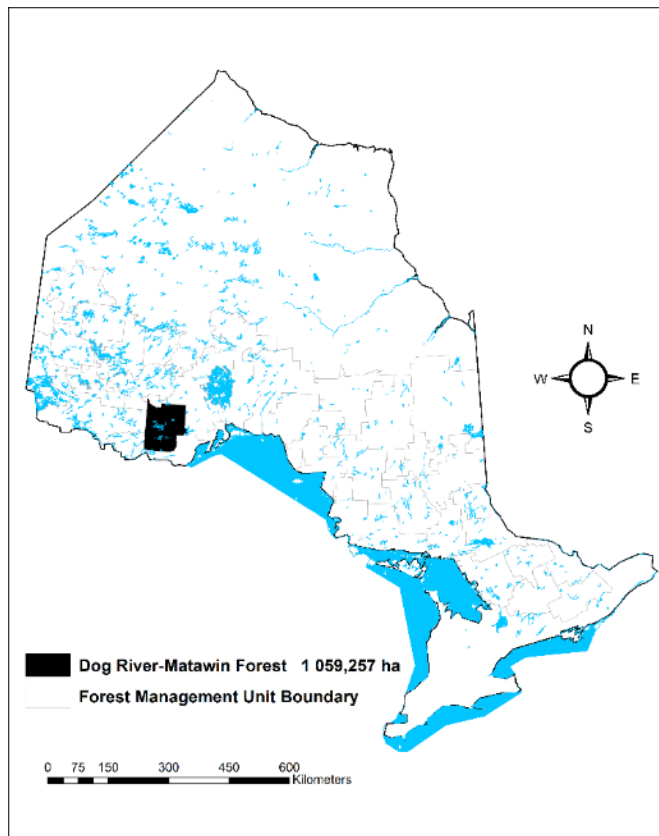 N
W E
S
Dog River-Matawin Forest 1 059,257 ha
Forest Management Unit Boundary
0 75 150 300 450 600
Kilometers